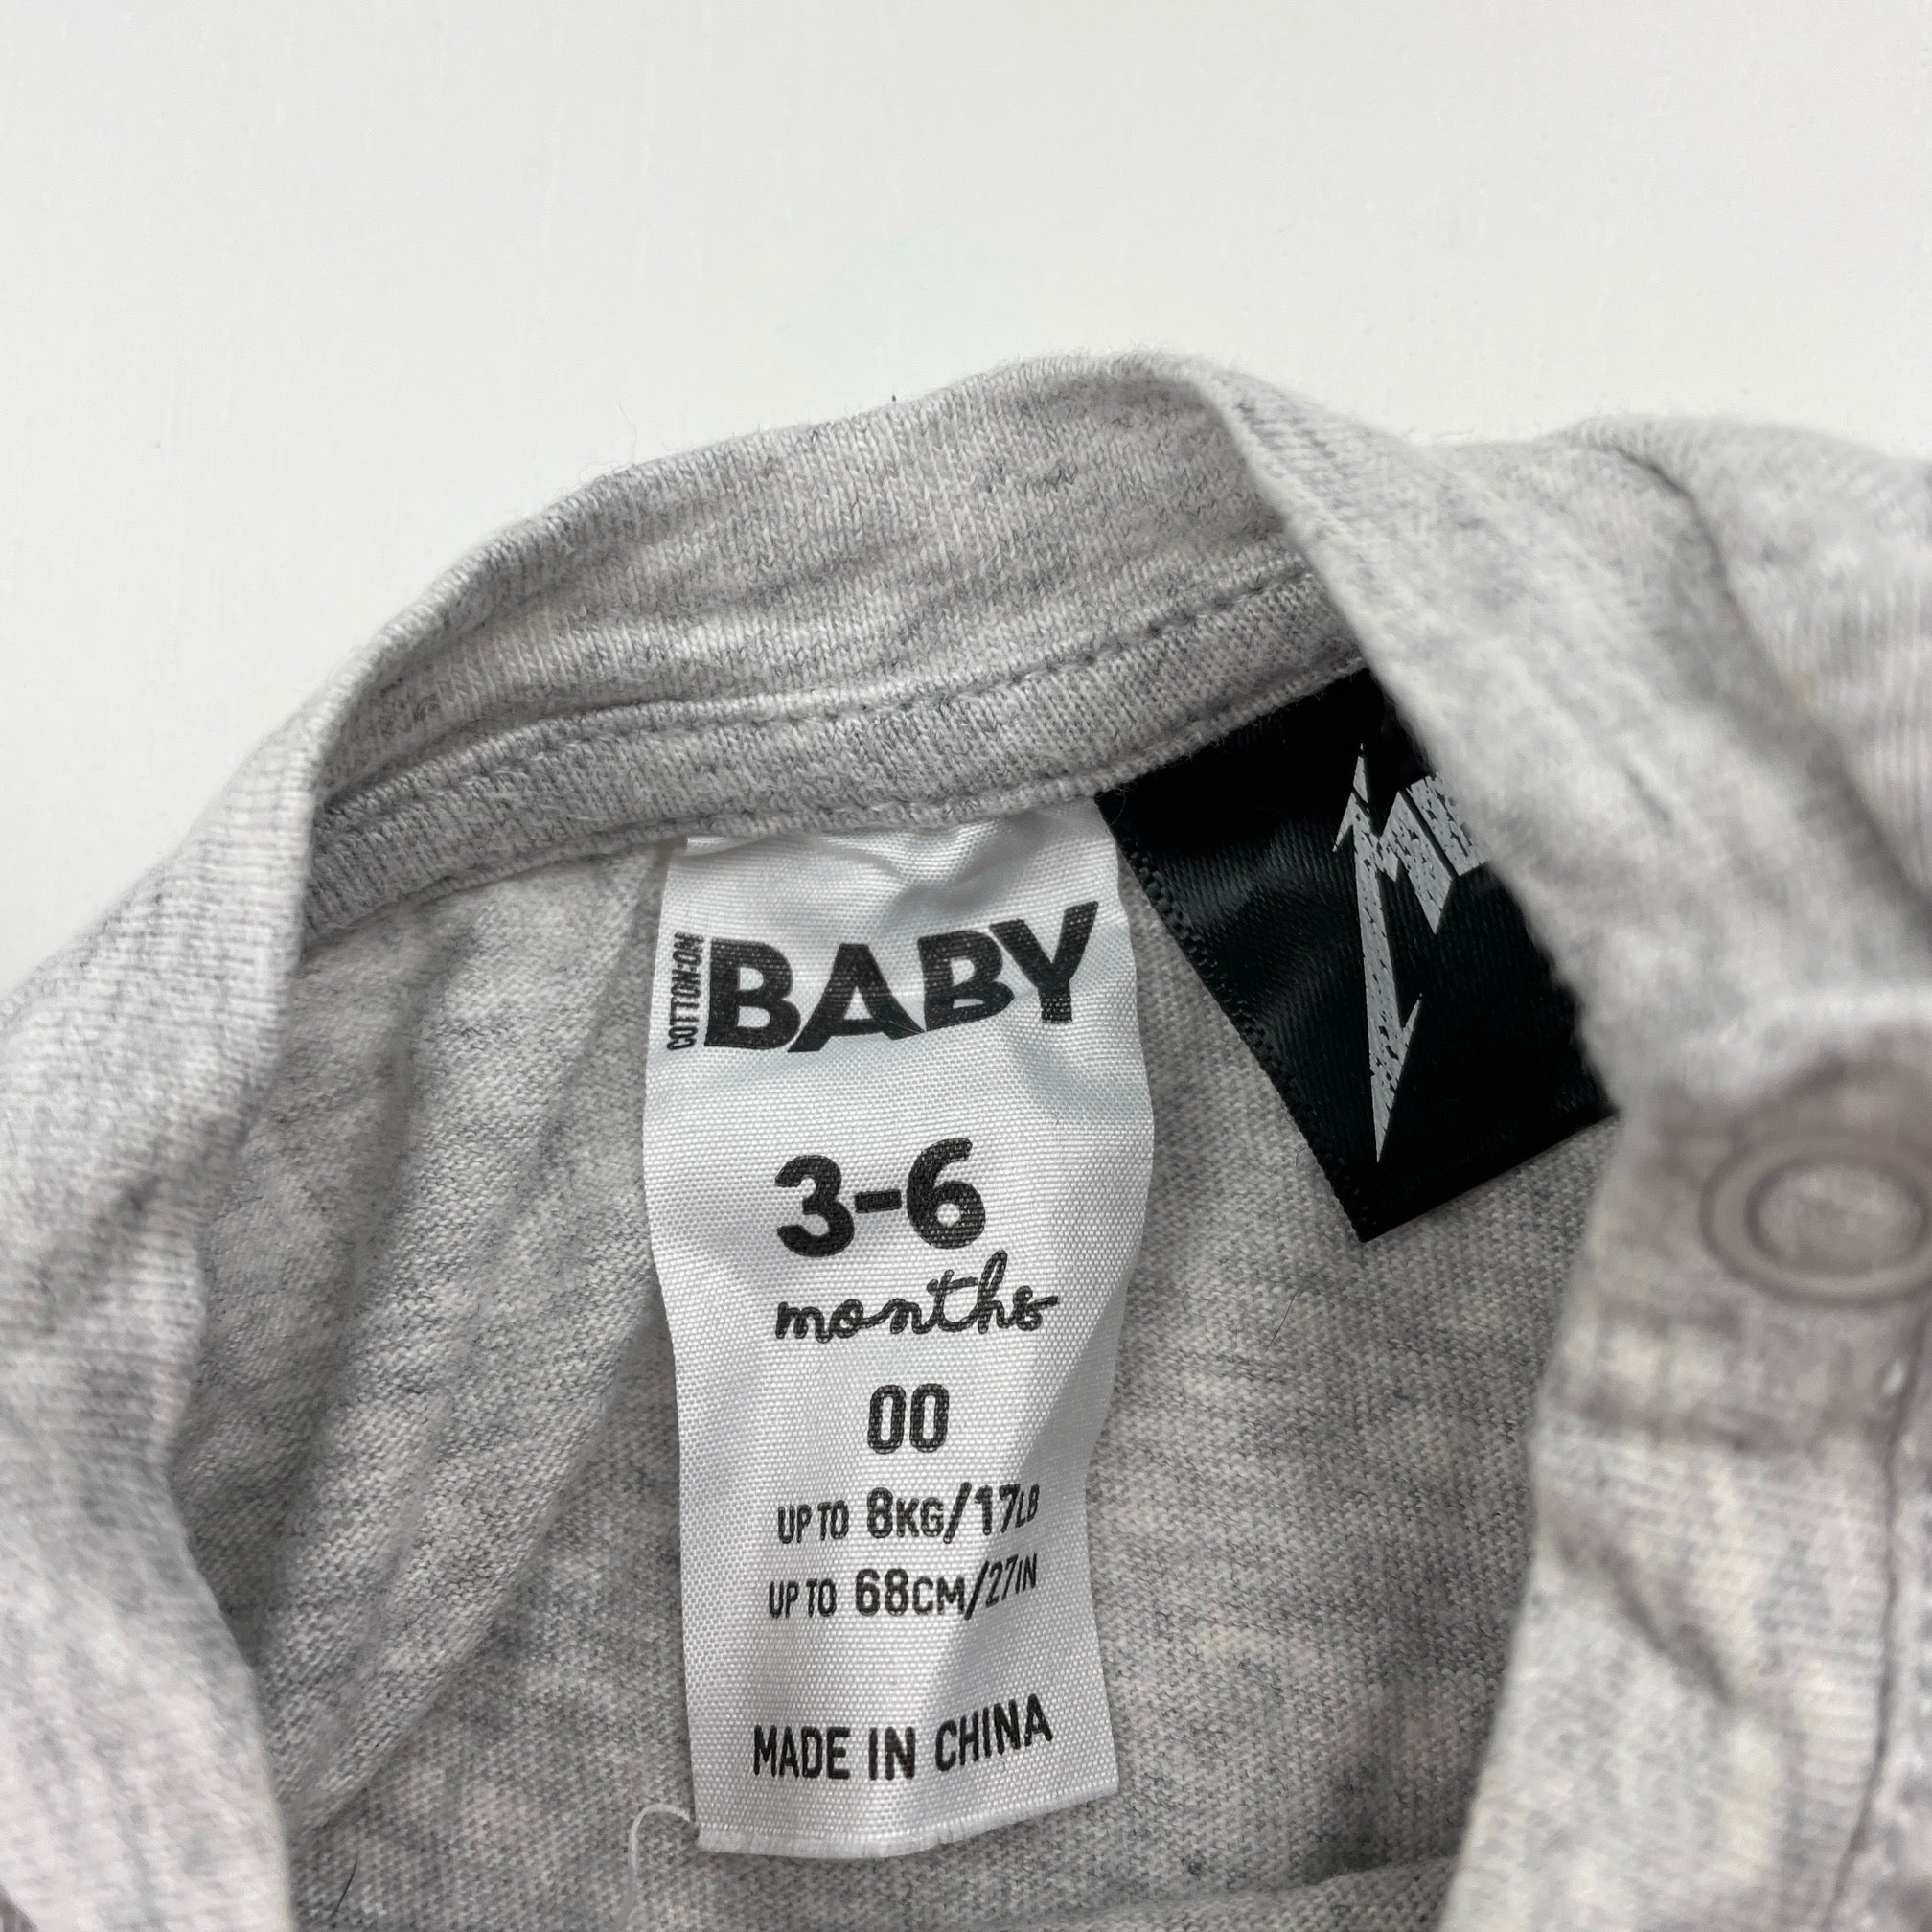 COTTON:ON
BABY
3-6
months
00
UP TO 8KG/17LB
UP TO 68CM/27IN
MADE IN CHINA